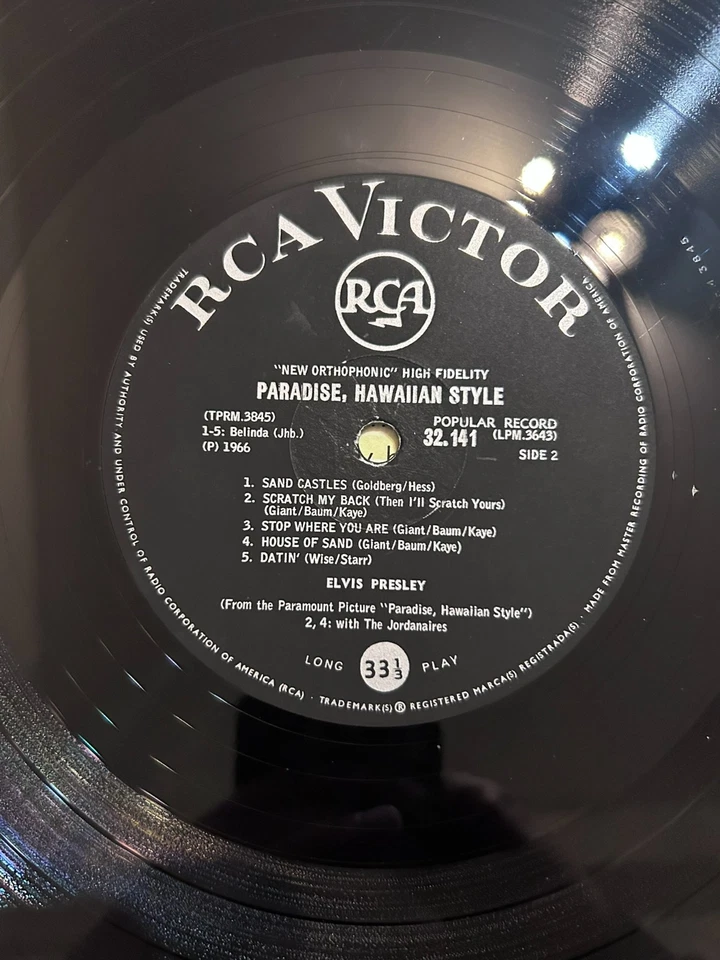 RCA VICTOR
RCA
"NEW ORTHOPHONIC" HIGH FIDELITY
PARADISE, HAWAIIAN STYLE
(TPRM.3845)
1-5: Belinda (Jhb.)
(P) 1966
POPULAR RECORD
32.141 (LPM.3643)
SIDE 2
1. SAND CASTLES (Goldberg/Hess)
2. SCRATCH MY BACK (Then I'll Scratch Yours)
(Giant/Baum/Kaye)
3. STOP WHERE YOU ARE (Giant/Baum/Kaye)
4. HOUSE OF SAND (Giant/Baum/Kaye)
5. DATIN' (Wise/Starr)
ELVIS PRESLEY
(From the Paramount Picture "Paradise, Hawaiian Style")
2, 4: with The Jordanaires
LONG 33⅓ PLAY
TRADEMARK(S) USED BY AUTHORITY AND UNDER CONTROL OF RADIO CORPORATION OF AMERICA (RCA) · TRADEMARK(S) ® REGISTERED MARCA(S) REGISTRADA(S) · MADE FROM MASTER RECORDING OF RADIO CORPORATION OF AMERICA
3845